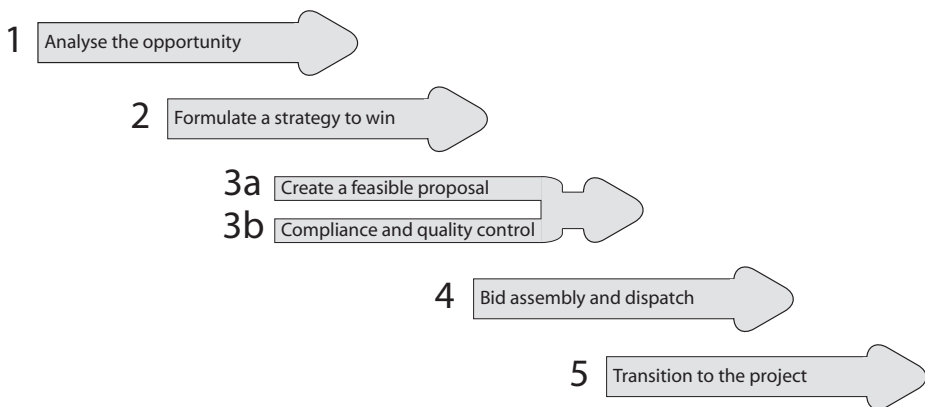 1 Analyse the opportunity
2 Formulate a strategy to win
3a Create a feasible proposal
3b Compliance and quality control
4 Bid assembly and dispatch
5 Transition to the project